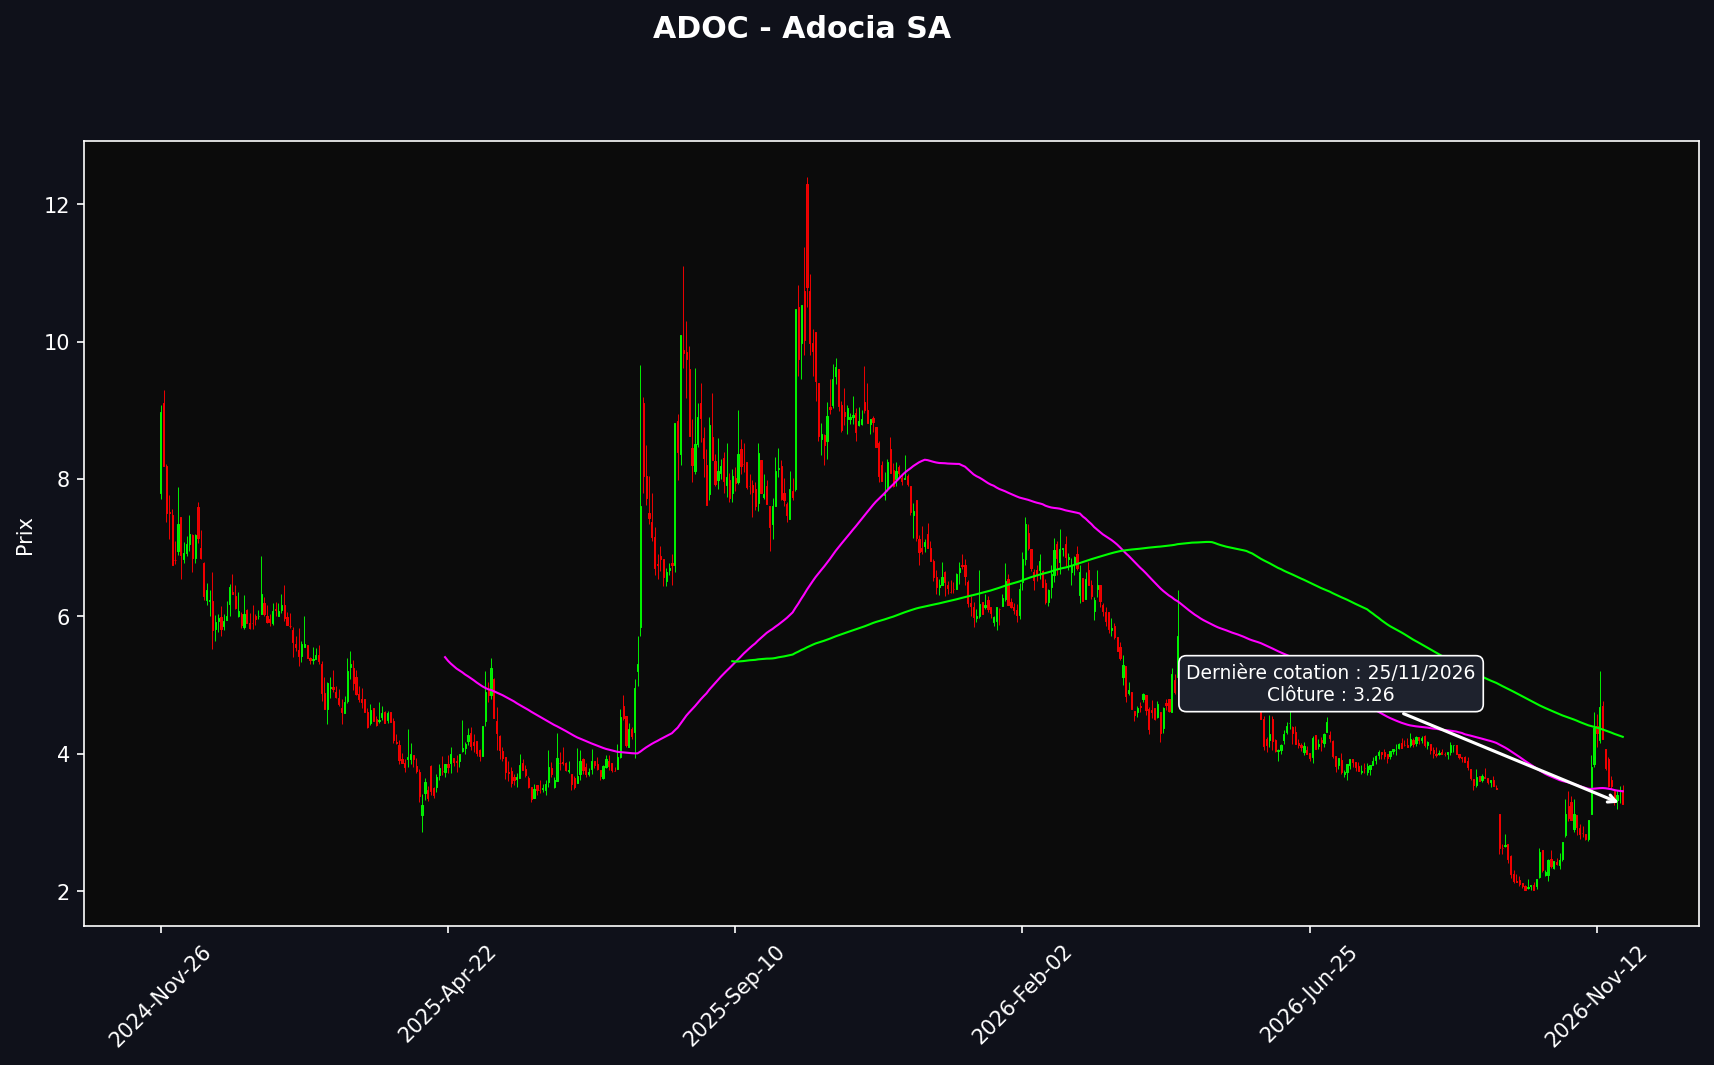 ADOC - Adocia SA
Prix
12
10
8
6
4
2
Dernière cotation : 25/11/2026
Clôture : 3.26
2024-Nov-26
2025-Apr-22
2025-Sep-10
2026-Feb-02
2026-Jun-25
2026-Nov-12